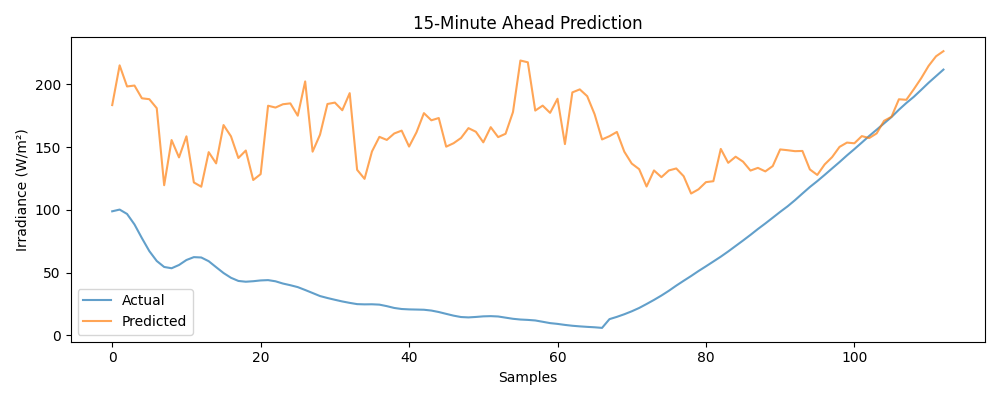 15-Minute Ahead Prediction
Irradiance (W/m²)
200
150
100
50
0
Actual
Predicted
0 20 40 60 80 100
Samples